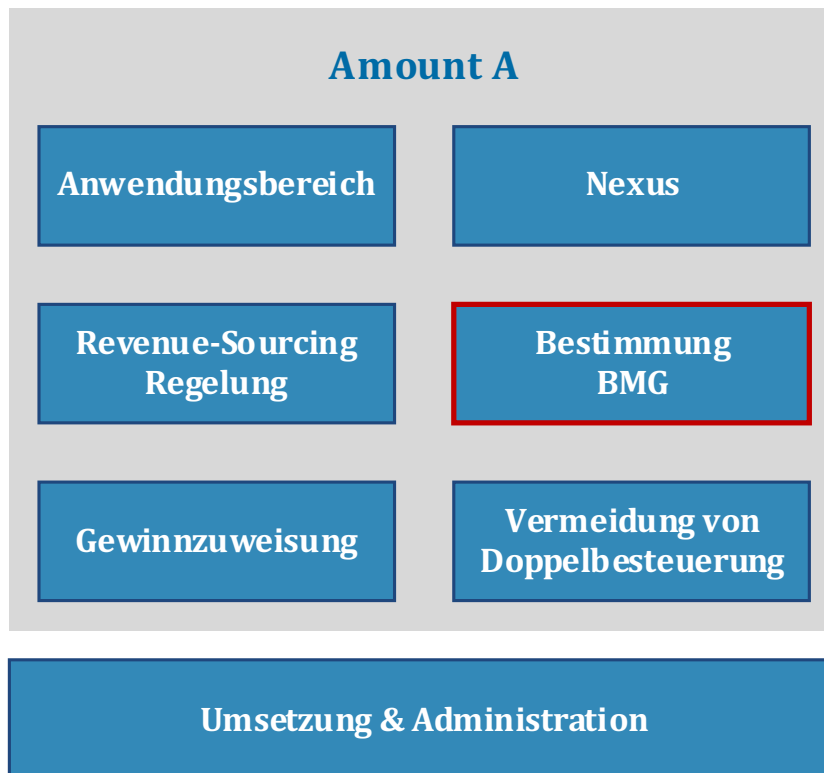 Amount A
Anwendungsbereich
Nexus
Revenue-Sourcing
Regelung
Bestimmung
BMG
Gewinnzuweisung
Vermeidung von
Doppelbesteuerung
Umsetzung & Administration